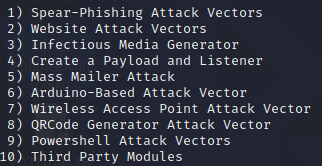 1) Spear-Phishing Attack Vectors
2) Website Attack Vectors
3) Infectious Media Generator
4) Create a Payload and Listener
5) Mass Mailer Attack
6) Arduino-Based Attack Vector
7) Wireless Access Point Attack Vector
8) QRCode Generator Attack Vector
9) Powershell Attack Vectors
10) Third Party Modules